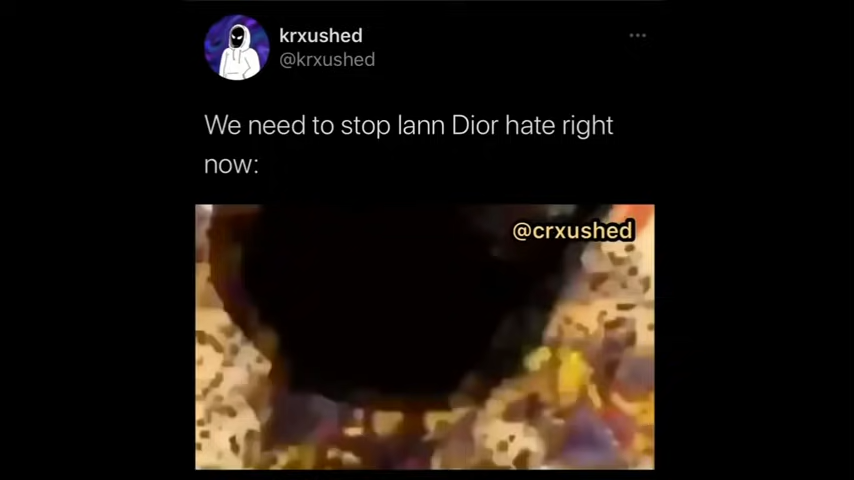 krxushed
@krxushed
We need to stop Iann Dior hate right
now:
@crxushed